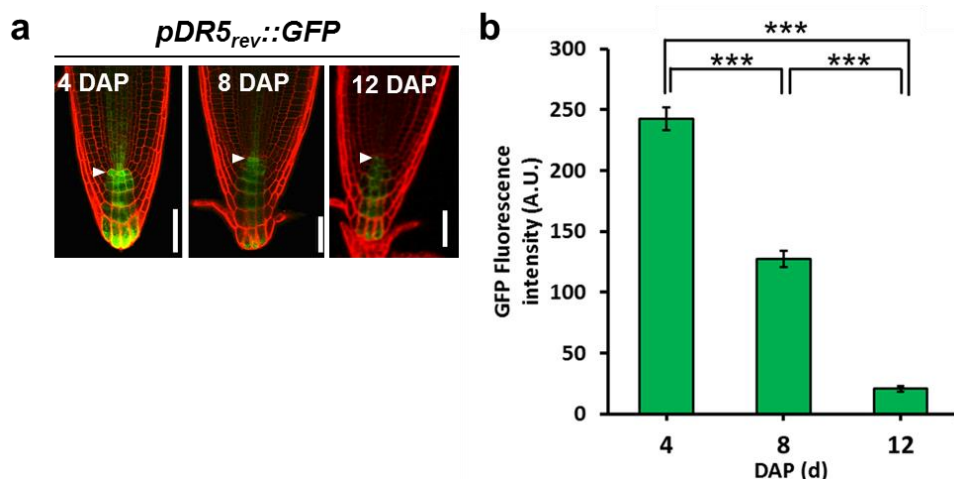 a
pDR5rev::GFP
4 DAP
8 DAP
12 DAP
b
***
***
***
GFP Fluorescence
intensity (A.U.)
300
250
200
150
100
50
0
4
8
12
DAP (d)